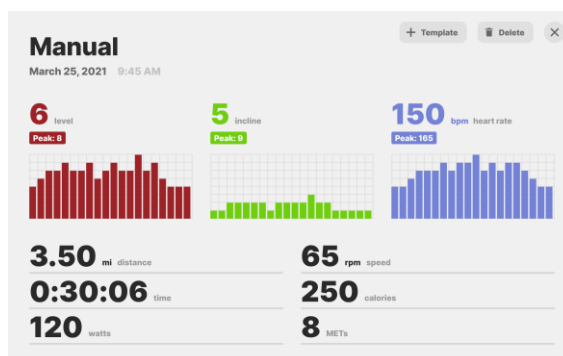 + Template
Delete
Manual
March 25, 2021 9:45 AM
6 level
Peak: 8
5 incline
Peak: 9
150 bpm heart rate
Peak: 165
3.50 mi distance
65 rpm speed
0:30:06 time
250 calories
120 watts
8 METs